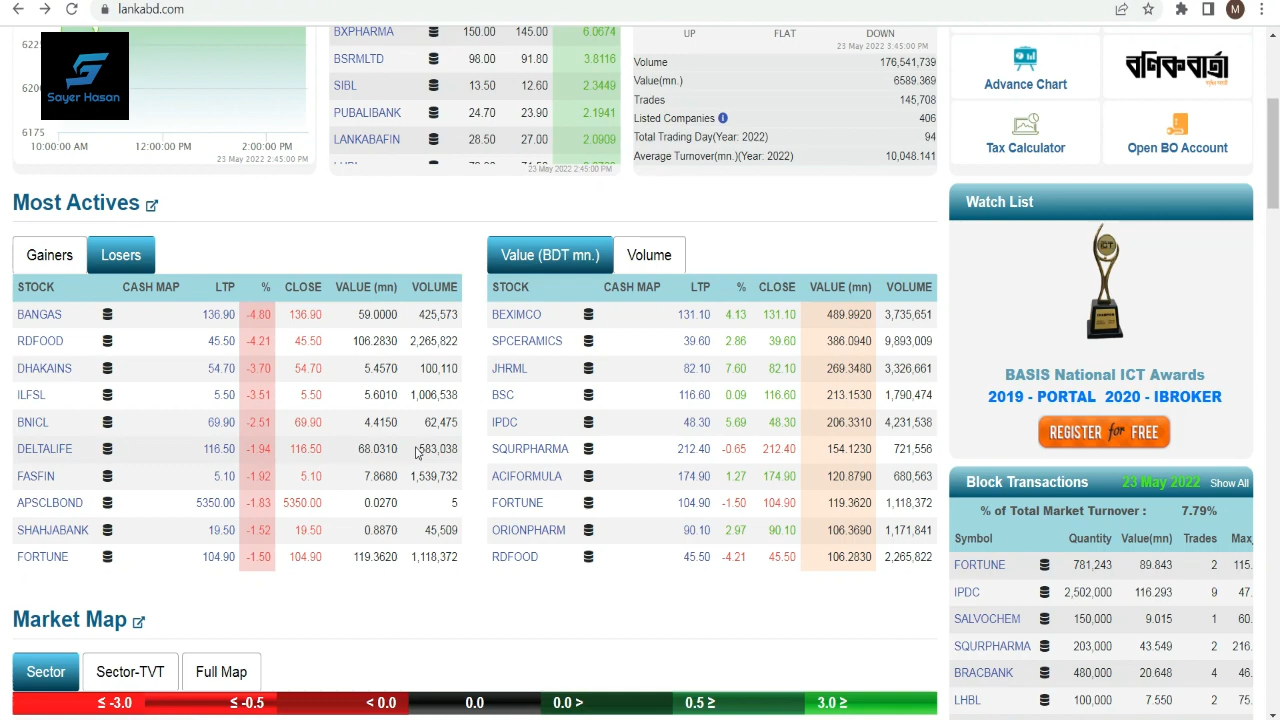 lankabd.com
M
Sayer Hasan
6225
6200
6175
10:00:00 AM 12:00:00 PM 2:00:00 PM
23 May 2022 2:45:00 PM
BXPHARMA 150.00 145.00 6.0674
BSRMLTD 98.00 91.80 3.8116
SIBL 13.50 12.60 2.3449
PUBALIBANK 24.70 23.90 2.1941
LANKABAFIN 28.50 27.00 2.0909
23 May 2022 2:45:00 PM
UP FLAT DOWN
23 May 2022 3:45:00 PM
Volume 176,541,739
Value(mn.) 6589.369
Trades 145,708
Listed Companies 406
Total Trading Day(Year: 2022) 94
Average Turnover(mn.)(Year: 2022) 10,048.141
Advance Chart
বণিক বার্তা
Tax Calculator
Open BO Account
Most Actives
Gainers Losers
STOCK CASH MAP LTP % CLOSE VALUE (mn) VOLUME
BANGAS 136.90 -4.80 136.90 59.0000 425,573
RDFOOD 45.50 -4.21 45.50 106.2830 2,265,822
DHAKAINS 54.70 -3.70 54.70 5.4570 100,110
ILFSL 5.50 -3.51 5.50 5.6010 1,006,538
BNICL 69.90 -2.51 69.90 4.4150 62,475
DELTALIFE 116.50 -1.94 116.50 68.0310 583,038
FASFIN 5.10 -1.92 5.10 7.8680 1,539,732
APSCLBOND 5350.00 -1.83 5350.00 0.0270 5
SHAHJABANK 19.50 -1.52 19.50 0.8870 45,509
FORTUNE 104.90 -1.50 104.90 119.3620 1,118,372
Value (BDT mn.) Volume
STOCK CASH MAP LTP % CLOSE VALUE (mn) VOLUME
BEXIMCO 131.10 4.13 131.10 489.9920 3,735,651
SPCERAMICS 39.60 2.86 39.60 386.0940 9,893,009
JHRML 82.10 7.60 82.10 269.3480 3,326,661
BSC 116.60 0.09 116.60 213.1530 1,790,474
IPDC 48.30 5.69 48.30 206.3310 4,231,538
SQURPHARMA 212.40 -0.65 212.40 154.1230 721,556
ACIFORMULA 174.90 1.27 174.90 120.8790 680,563
FORTUNE 104.90 -1.50 104.90 119.3620 1,118,372
ORIONPHARM 90.10 2.97 90.10 106.3690 1,171,841
RDFOOD 45.50 -4.21 45.50 106.2830 2,265,822
Watch List
ICT
BASIS National ICT Awards
2019 - PORTAL 2020 - IBROKER
REGISTER for FREE
Block Transactions 23 May 2022 Show All
% of Total Market Turnover : 7.79%
Symbol Quantity Value(mn) Trades Max
FORTUNE 781,243 89.843 2 115.
IPDC 2,502,000 116.293 9 47.
SALVOCHEM 150,000 9.015 1 60.
SQURPHARMA 203,000 43.549 2 216.
BRACBANK 480,000 20.648 4 46.
LHBL 100,000 7.550 2 75.
Market Map
Sector Sector-TVT Full Map
≤ -3.0 ≤ -0.5 < 0.0 0.0 0.0 > 0.5 ≥ 3.0 ≥